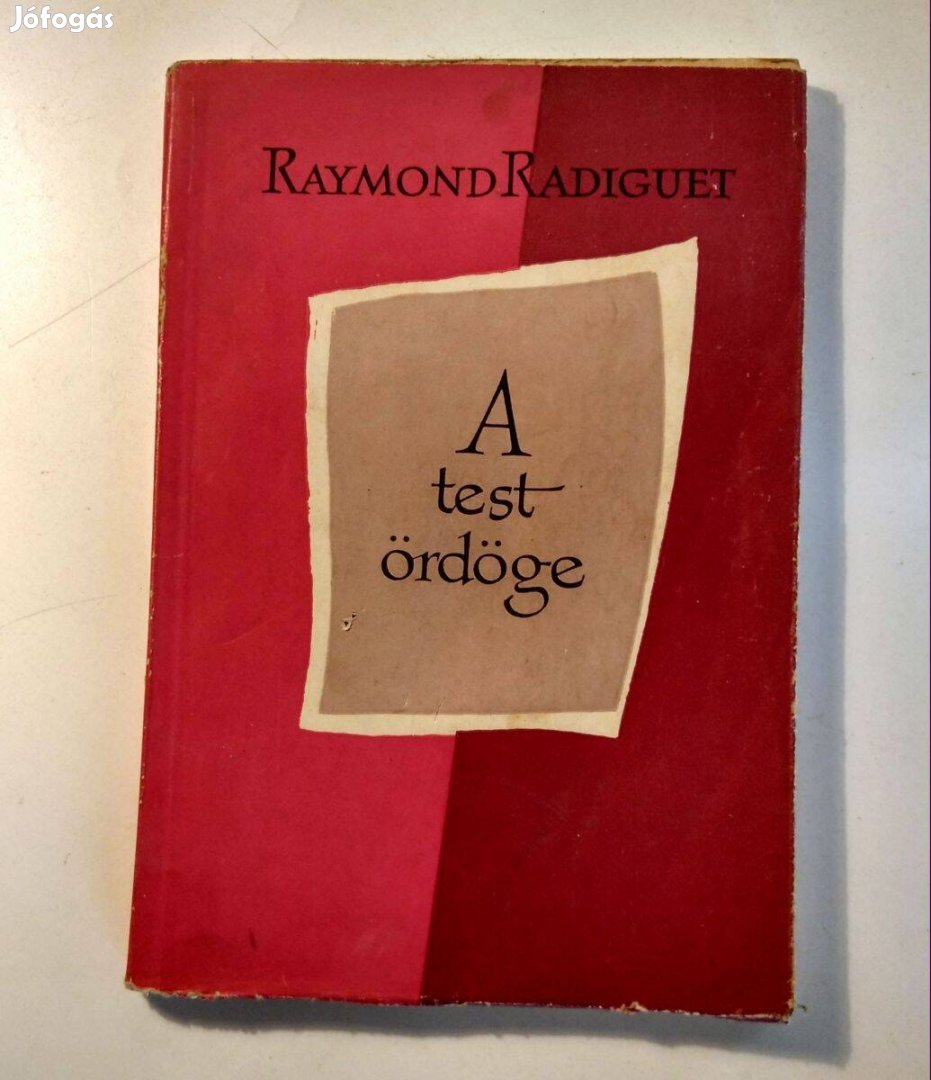 Jófogás
RAYMOND RADIGUET
A
test
ördöge